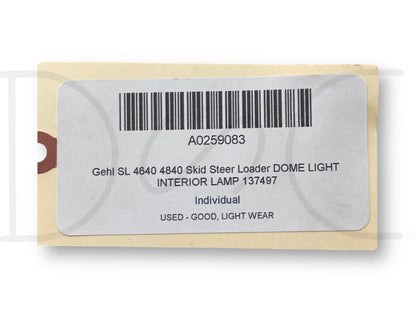 A0259083
Gehl SL 4640 4840 Skid Steer Loader DOME LIGHT
INTERIOR LAMP 137497
Individual
USED - GOOD, LIGHT WEAR